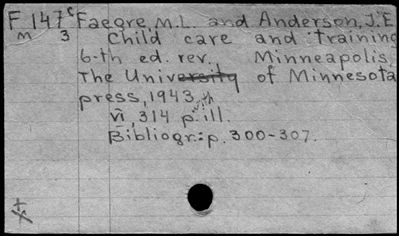 F 147 c Faegre, M.L. and Anderson, J.E
m 3 Child care and training
6-th ed. rev. Minneapolis,
The University of Minnesota
press, 1943.
VI, 314 p. ill.
Bibliogr.: p. 300-307.